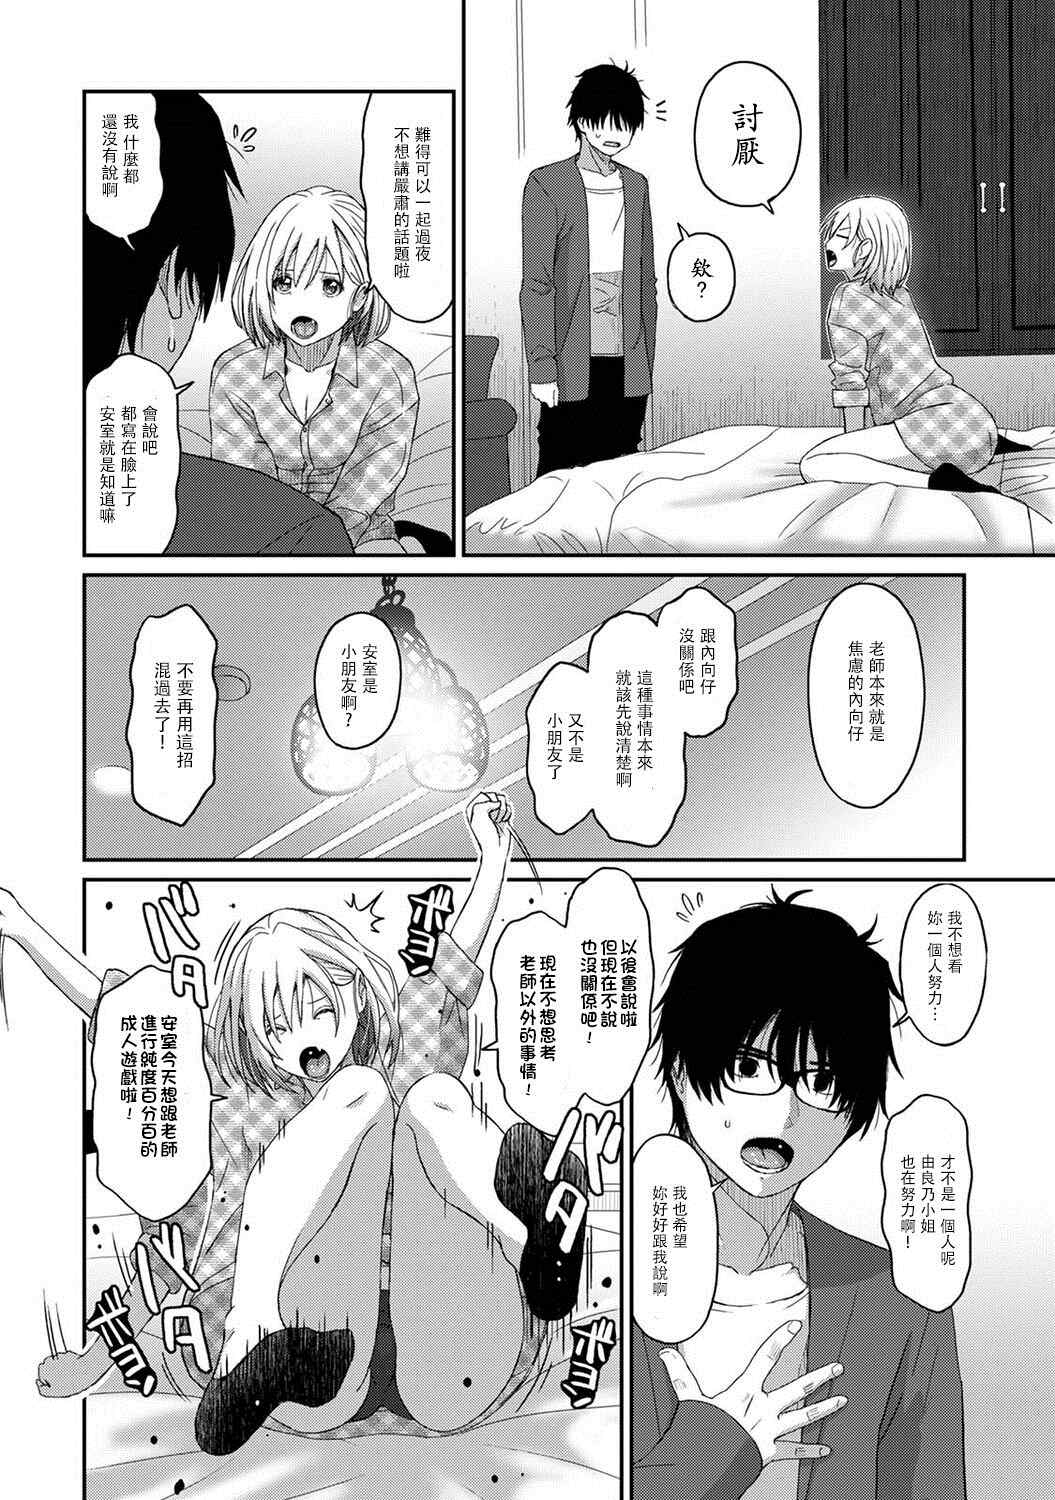 討厭
欸?
難得可以一起過夜
不想講嚴肅的話題啦
我什麼都
還沒有說啊
會說吧
都寫在臉上了
安室就是知道嘛
老師本來就是
焦慮的內向仔
跟內向仔
沒關係吧
這種事情本來
就該先說清楚啊
又不是
小朋友了
安室是
小朋友啊?
不要再用這招
混過去了!
我不想看
妳一個人努力…
才不是一個人呢
由良乃小姐
也在努力啊!
我也希望
妳好好跟我說啊
以後會說啦
但現在不說
也沒關係吧!
現在不想思考
老師以外的事情!
安室今天想跟老師
進行純度百分百的
成人遊戲啦!
ポヨン
バタ
バタ
バタ
ポヨン
ポヨン